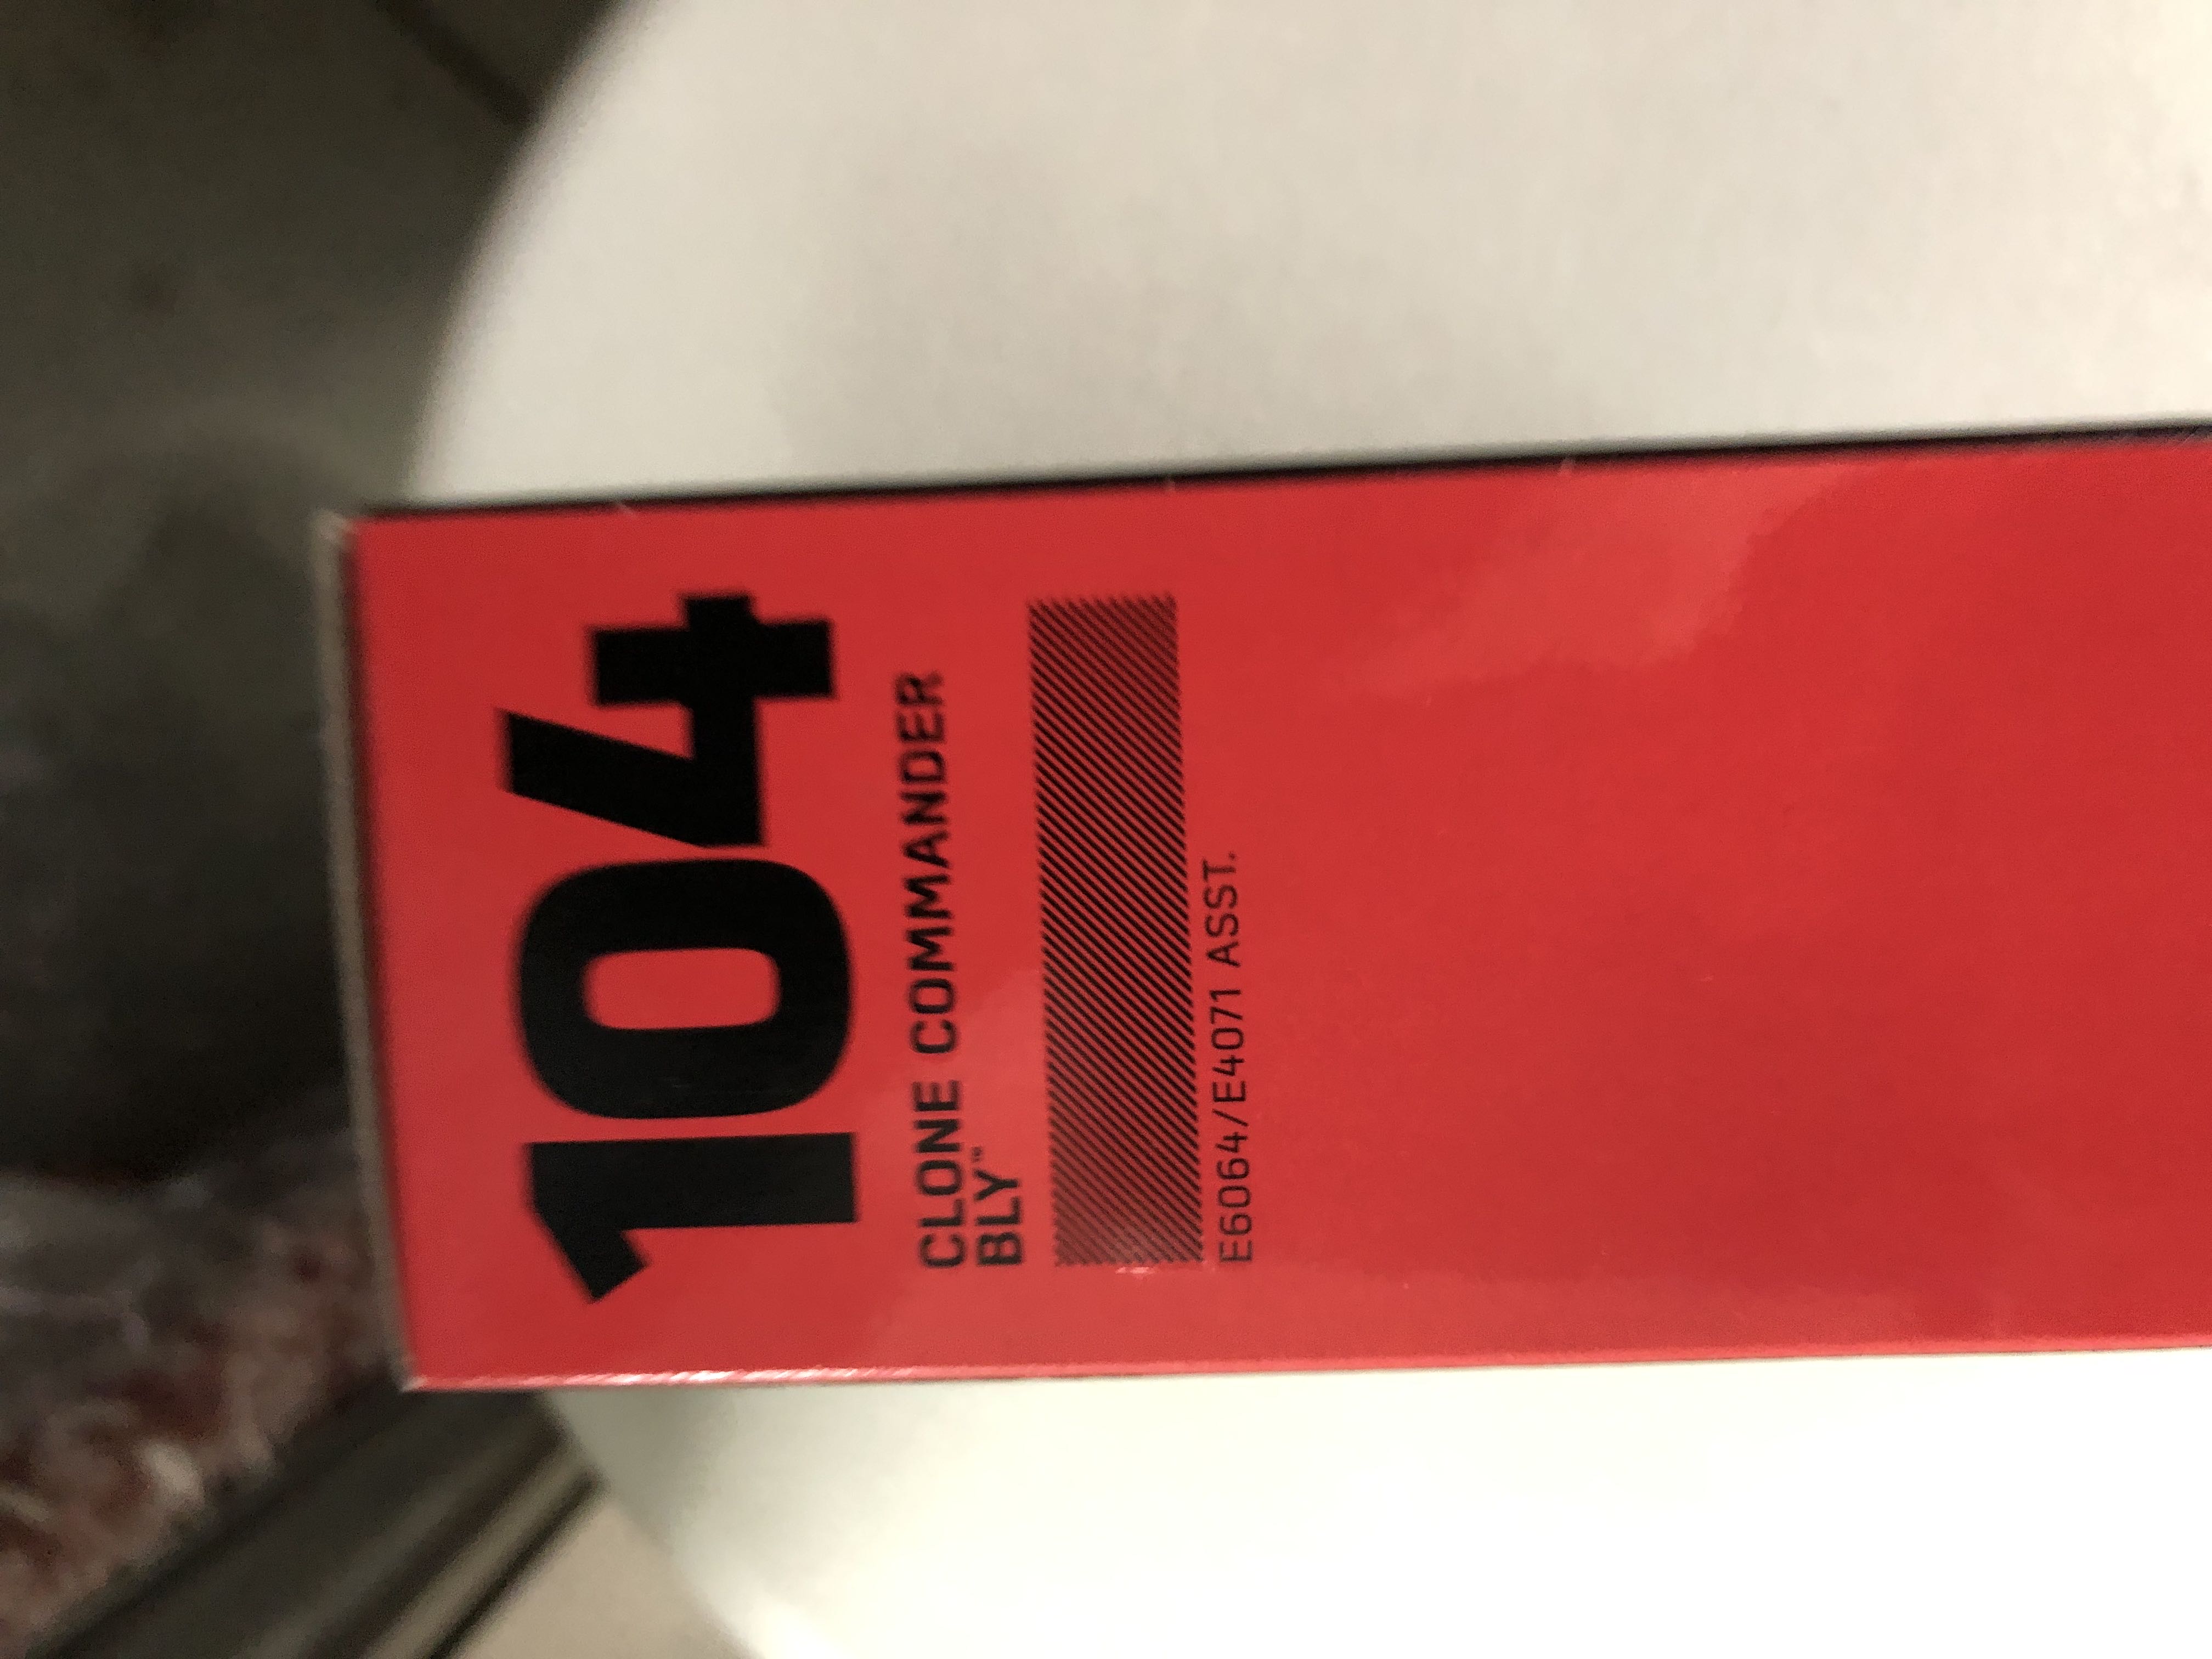 104
CLONE COMMANDER
BLY™
E6064/E4071 ASST.